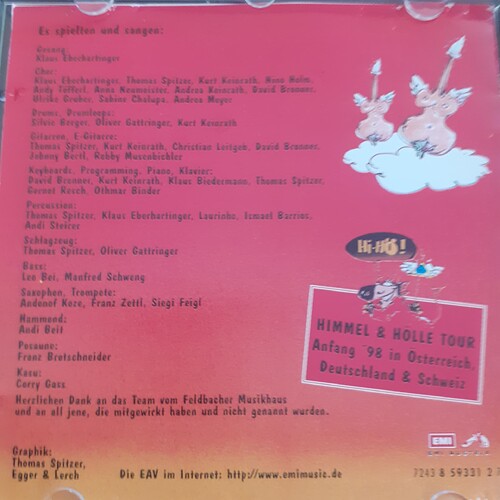 Es spielten und sangen:
Gesang:
Klaus Eberhartinger
Chor:
Klaus Eberhartinger, Thomas Spitzer, Kurt Keinrath, Nino Holm,
Andy Töfferl, Anna Neumeister, Andrea Keinrath, David Bronner,
Ulrike Gruber, Sabine Chalupa, Andrea Meyer
Drums, Drumloops:
Silvio Berger, Oliver Gattringer, Kurt Keinrath
Gitarren, E-Gitarre:
Thomas Spitzer, Kurt Keinrath, Christian Leitgeb, David Bronner,
Johnny Bertl, Robby Musenbichler
Keyboards, Programming, Piano, Klavier:
David Bronner, Kurt Keinrath, Klaus Biedermann, Thomas Spitzer,
Gernot Rosch, Othmar Binder
Percussion:
Thomas Spitzer, Klaus Eberhartinger, Laurinho, Ismael Barrios,
Andi Steirer
Schlagzeug:
Thomas Spitzer, Oliver Gattringer
Bass:
Leo Bei, Manfred Schweng
Saxophon, Trompete:
Franz Zettl, Siegi Feigl
Hammond:
Andi Beit
Posaune:
Franz Bretschneider
Kazu:
Corry Gass
Herzlichen Dank an das Team vom Feldbacher Musikhaus
und an all jene, die mitgewirkt haben und nicht genannt wurden.
Graphik:
Thomas Spitzer,
Egger & Lerch
Die EAV im Internet: http://www.emimusic.de
Hi-Hö!
HIMMEL & HÖLLE TOUR
Anfang '98 in Österreich,
Deutschland & Schweiz
EMI
7243 8 59331 2